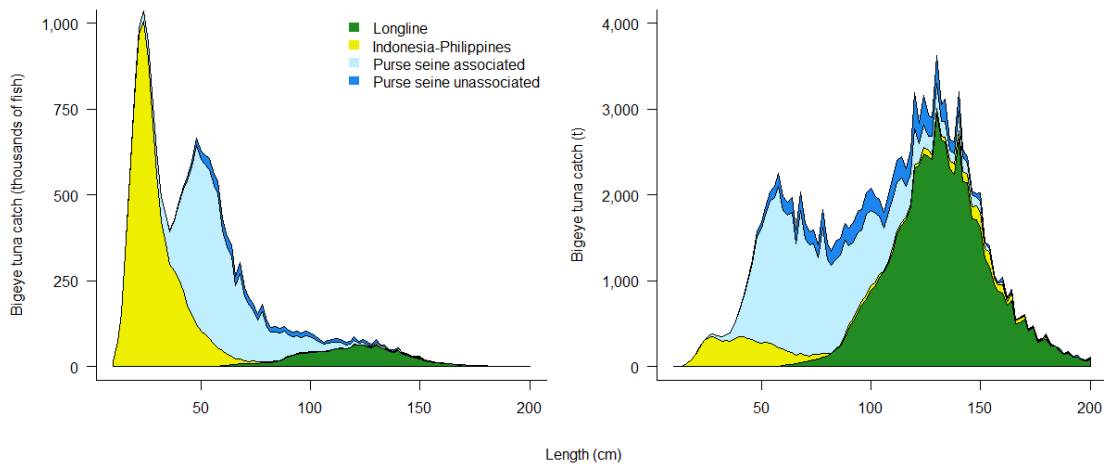 Bigeye tuna catch (thousands of fish)
1,000
750
500
250
0
50
100
150
200
Longline
Indonesia-Philippines
Purse seine associated
Purse seine unassociated
Bigeye tuna catch (t)
4,000
3,000
2,000
1,000
0
50
100
150
200
Length (cm)